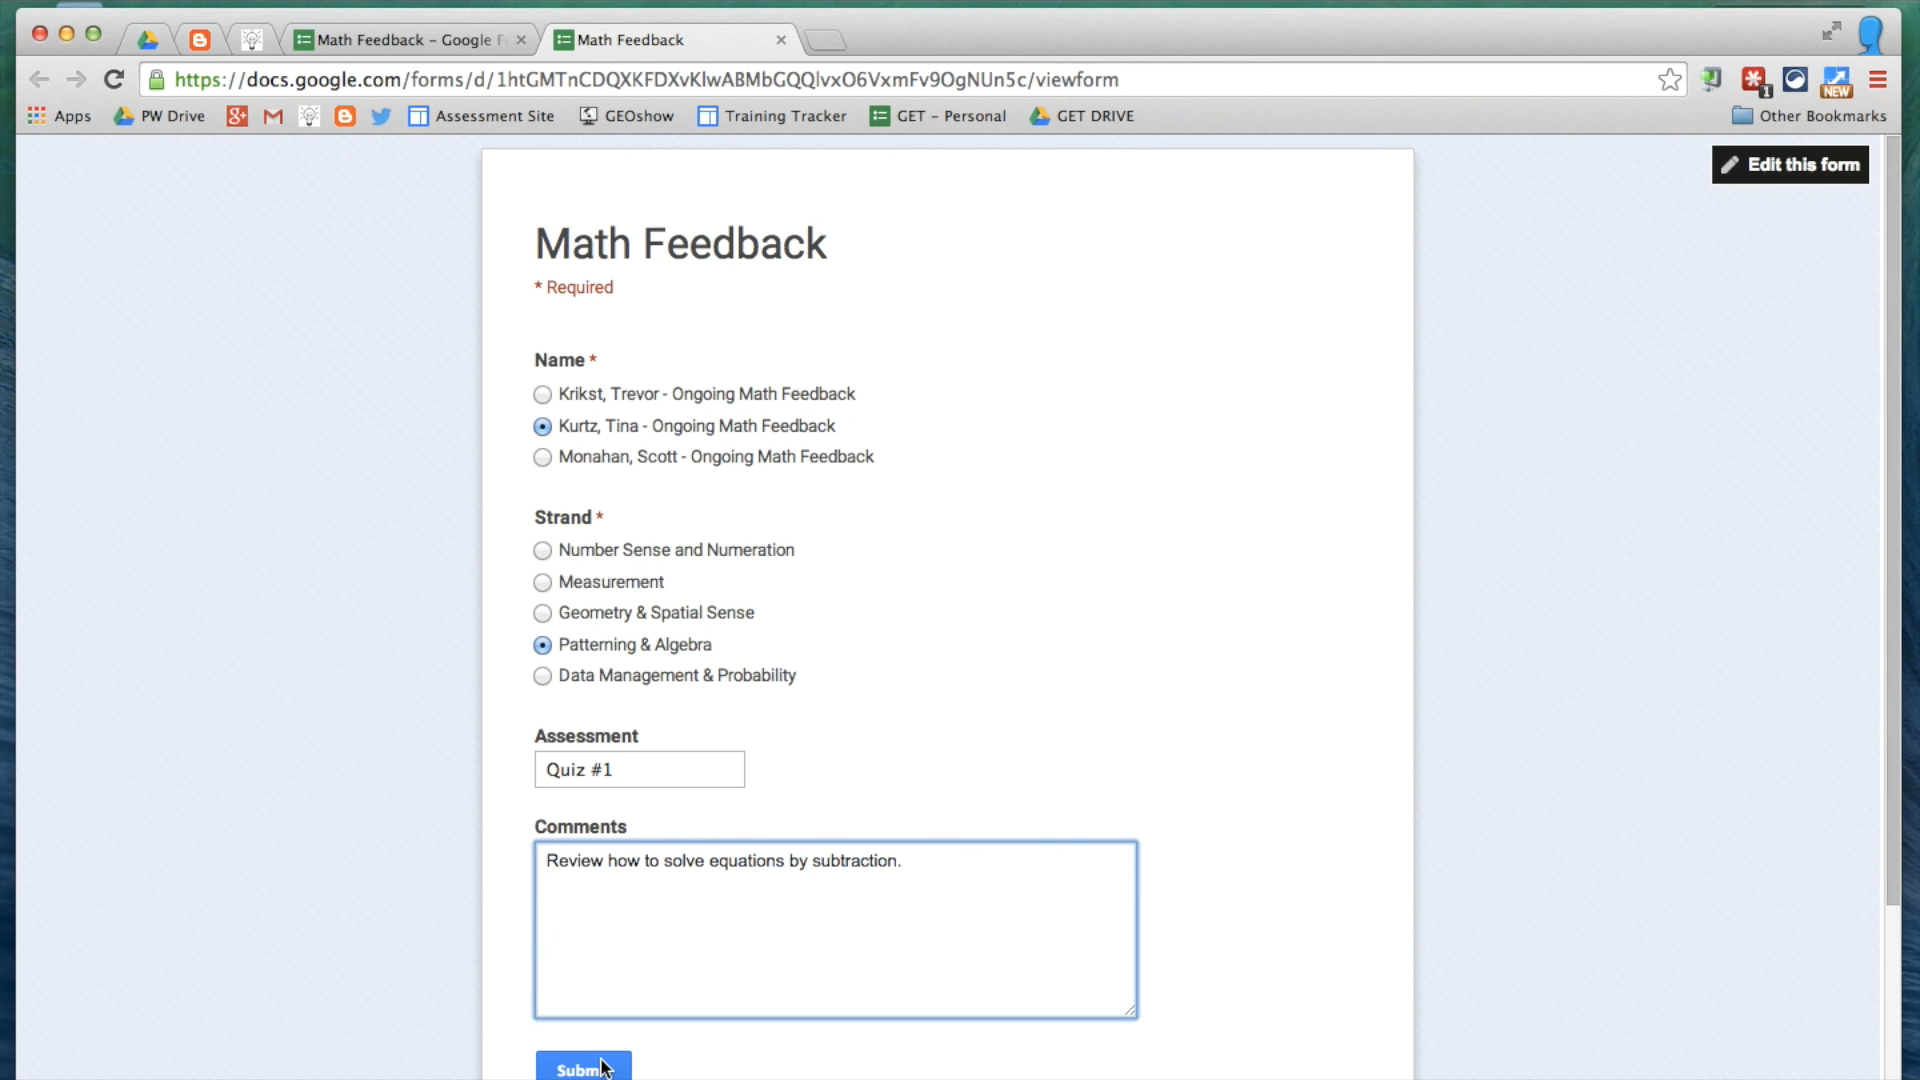 Math Feedback - Google F
Math Feedback
https://docs.google.com/forms/d/1htGMTnCDQXKFDXvKlwABMbGQQlvxO6VxmFv9OgNUn5c/viewform
1
NEW
Apps
PW Drive
Assessment Site
GEOshow
Training Tracker
GET - Personal
GET DRIVE
Other Bookmarks
Edit this form
Math Feedback
* Required
Name *
Krikst, Trevor - Ongoing Math Feedback
Kurtz, Tina - Ongoing Math Feedback
Monahan, Scott - Ongoing Math Feedback
Strand *
Number Sense and Numeration
Measurement
Geometry & Spatial Sense
Patterning & Algebra
Data Management & Probability
Assessment
Quiz #1
Comments
Review how to solve equations by subtraction.
Submit